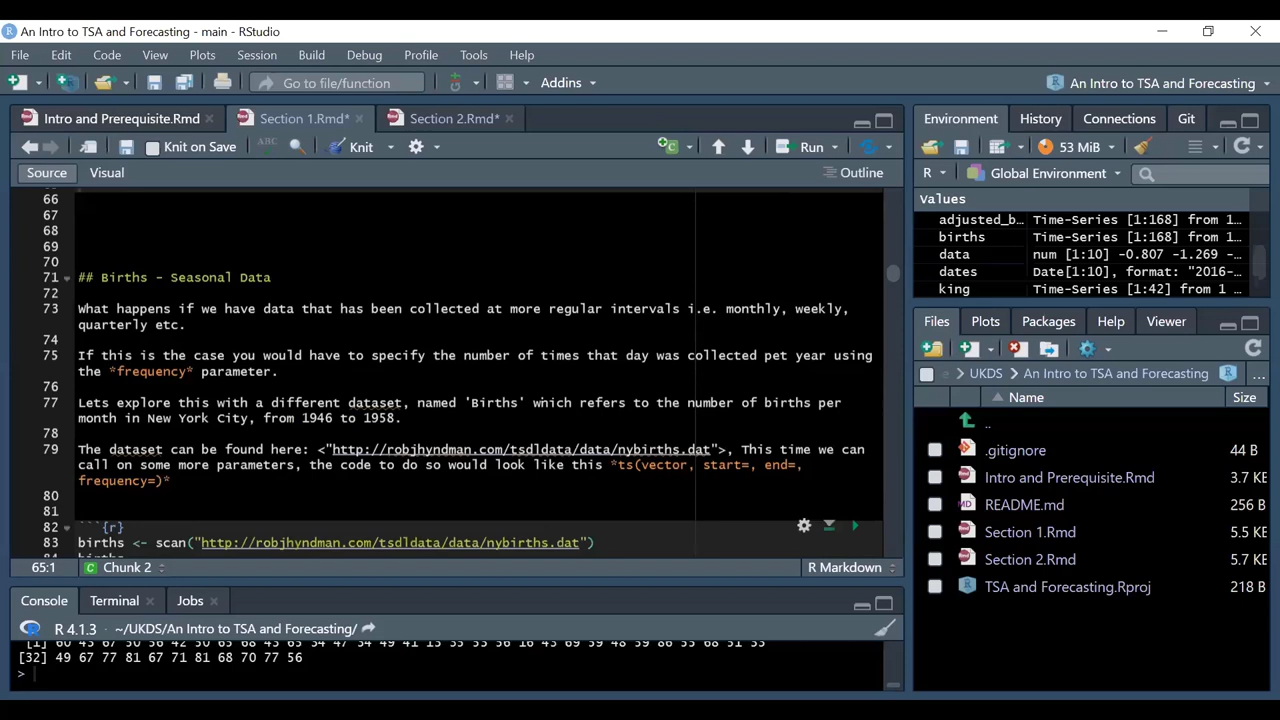 An Intro to TSA and Forecasting - main - RStudio
File Edit Code View Plots Session Build Debug Profile Tools Help
Go to file/function Addins An Intro to TSA and Forecasting
Intro and Prerequisite.Rmd Section 1.Rmd* Section 2.Rmd*
Knit on Save ABC Knit Run
Source Visual Outline
66
67
68
69
70
71 ## Births - Seasonal Data
72
73 What happens if we have data that has been collected at more regular intervals i.e. monthly, weekly,
quarterly etc.
74
75 If this is the case you would have to specify the number of times that day was collected pet year using
the *frequency* parameter.
76
77 Lets explore this with a different dataset, named 'Births' which refers to the number of births per
month in New York City, from 1946 to 1958.
78
79 The dataset can be found here: <"http://robjhyndman.com/tsdldata/data/nybirths.dat">, This time we can
call on some more parameters, the code to do so would look like this *ts(vector, start=, end=,
frequency=)*
80
81
82 ```{r}
83 births <- scan("http://robjhyndman.com/tsdldata/data/nybirths.dat")
65:1 Chunk 2 R Markdown
Console Terminal Jobs
R 4.1.3 · ~/UKDS/An Intro to TSA and Forecasting/
[32] 49 67 77 81 67 71 81 68 70 77 56
>
Environment History Connections Git
53 MiB
R Global Environment
Values
adjusted_b… Time-Series [1:168] from 1…
births Time-Series [1:168] from 1…
data num [1:10] -0.807 -1.269 -…
dates Date[1:10], format: "2016-…
king Time-Series [1:42] from 1 …
Files Plots Packages Help Viewer
UKDS An Intro to TSA and Forecasting ...
Name Size
..
.gitignore 44 B
Intro and Prerequisite.Rmd 3.7 KB
README.md 256 B
Section 1.Rmd 5.5 KB
Section 2.Rmd 5.7 KB
TSA and Forecasting.Rproj 218 B